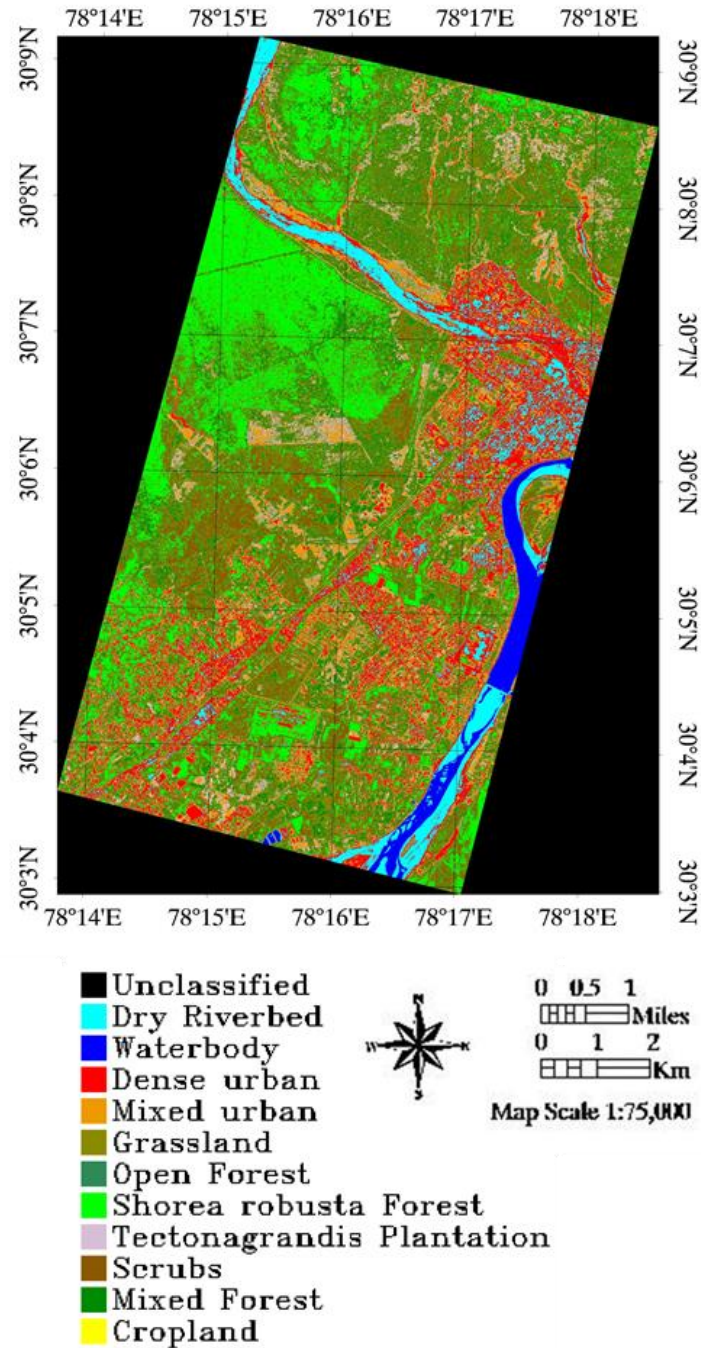 78°14'E 78°15'E 78°16'E 78°17'E 78°18'E
30°9'N 30°9'N
30°8'N 30°8'N
30°7'N 30°7'N
30°6'N 30°6'N
30°5'N 30°5'N
30°4'N 30°4'N
30°3'N 30°3'N
78°14'E 78°15'E 78°16'E 78°17'E 78°18'E
Unclassified
Dry Riverbed
Waterbody
Dense urban
Mixed urban
Grassland
Open Forest
Shorea robusta Forest
Tectonagrandis Plantation
Scrubs
Mixed Forest
Cropland
N
W
S
0 0.5 1
Miles
0 1 2
Km
Map Scale 1:75,000